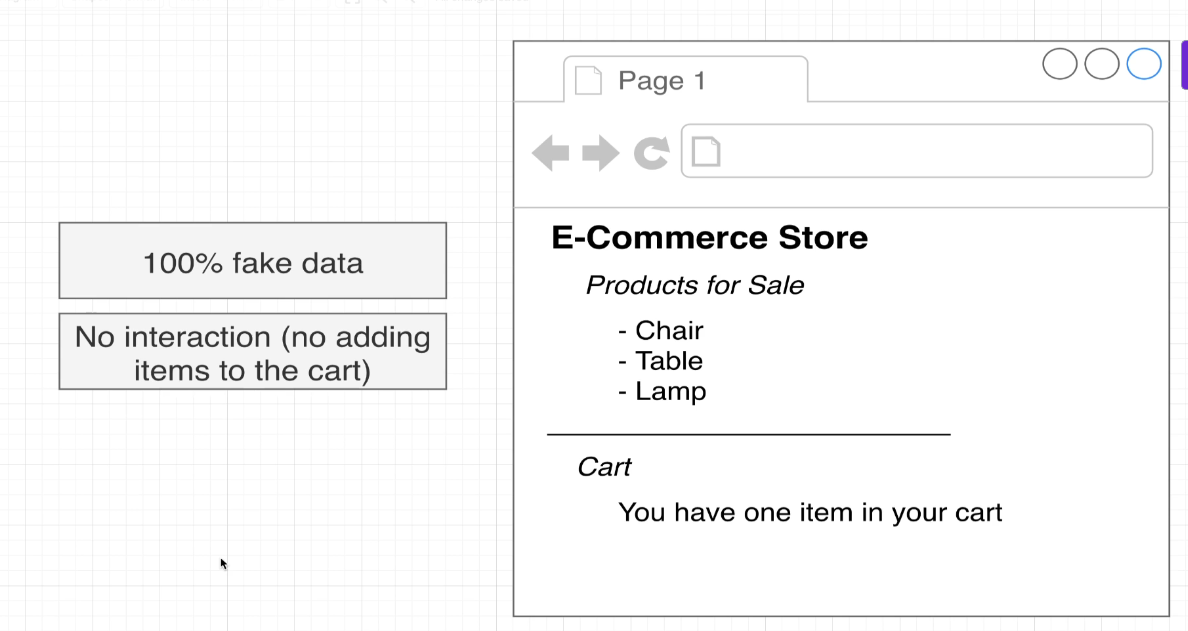 100% fake data
No interaction (no adding
items to the cart)
Page 1
E-Commerce Store
Products for Sale
- Chair
- Table
- Lamp
Cart
You have one item in your cart